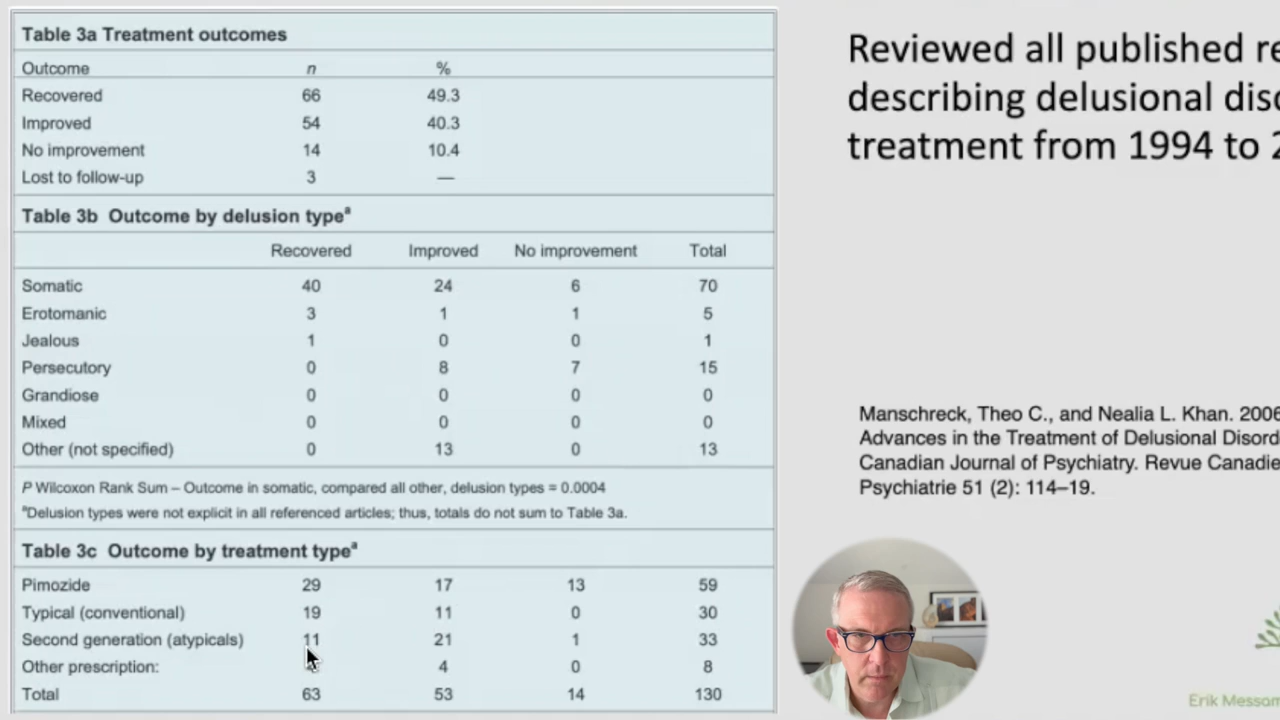 Table 3a Treatment outcomes
Outcome n %
Recovered 66 49.3
Improved 54 40.3
No improvement 14 10.4
Lost to follow-up 3 —
Table 3b Outcome by delusion typeª
Recovered Improved No improvement Total
Somatic 40 24 6 70
Erotomanic 3 1 1 5
Jealous 1 0 0 1
Persecutory 0 8 7 15
Grandiose 0 0 0 0
Mixed 0 0 0 0
Other (not specified) 0 13 0 13
P Wilcoxon Rank Sum – Outcome in somatic, compared all other, delusion types = 0.0004
ªDelusion types were not explicit in all referenced articles; thus, totals do not sum to Table 3a.
Table 3c Outcome by treatment typeª
Pimozide 29 17 13 59
Typical (conventional) 19 11 0 30
Second generation (atypicals) 11 21 1 33
Other prescription: 4 0 8
Total 63 53 14 130
Reviewed all published re
describing delusional diso
treatment from 1994 to 2
Manschreck, Theo C., and Nealia L. Khan. 2006
Advances in the Treatment of Delusional Disord
Canadian Journal of Psychiatry. Revue Canadie
Psychiatrie 51 (2): 114–19.
Erik Messam